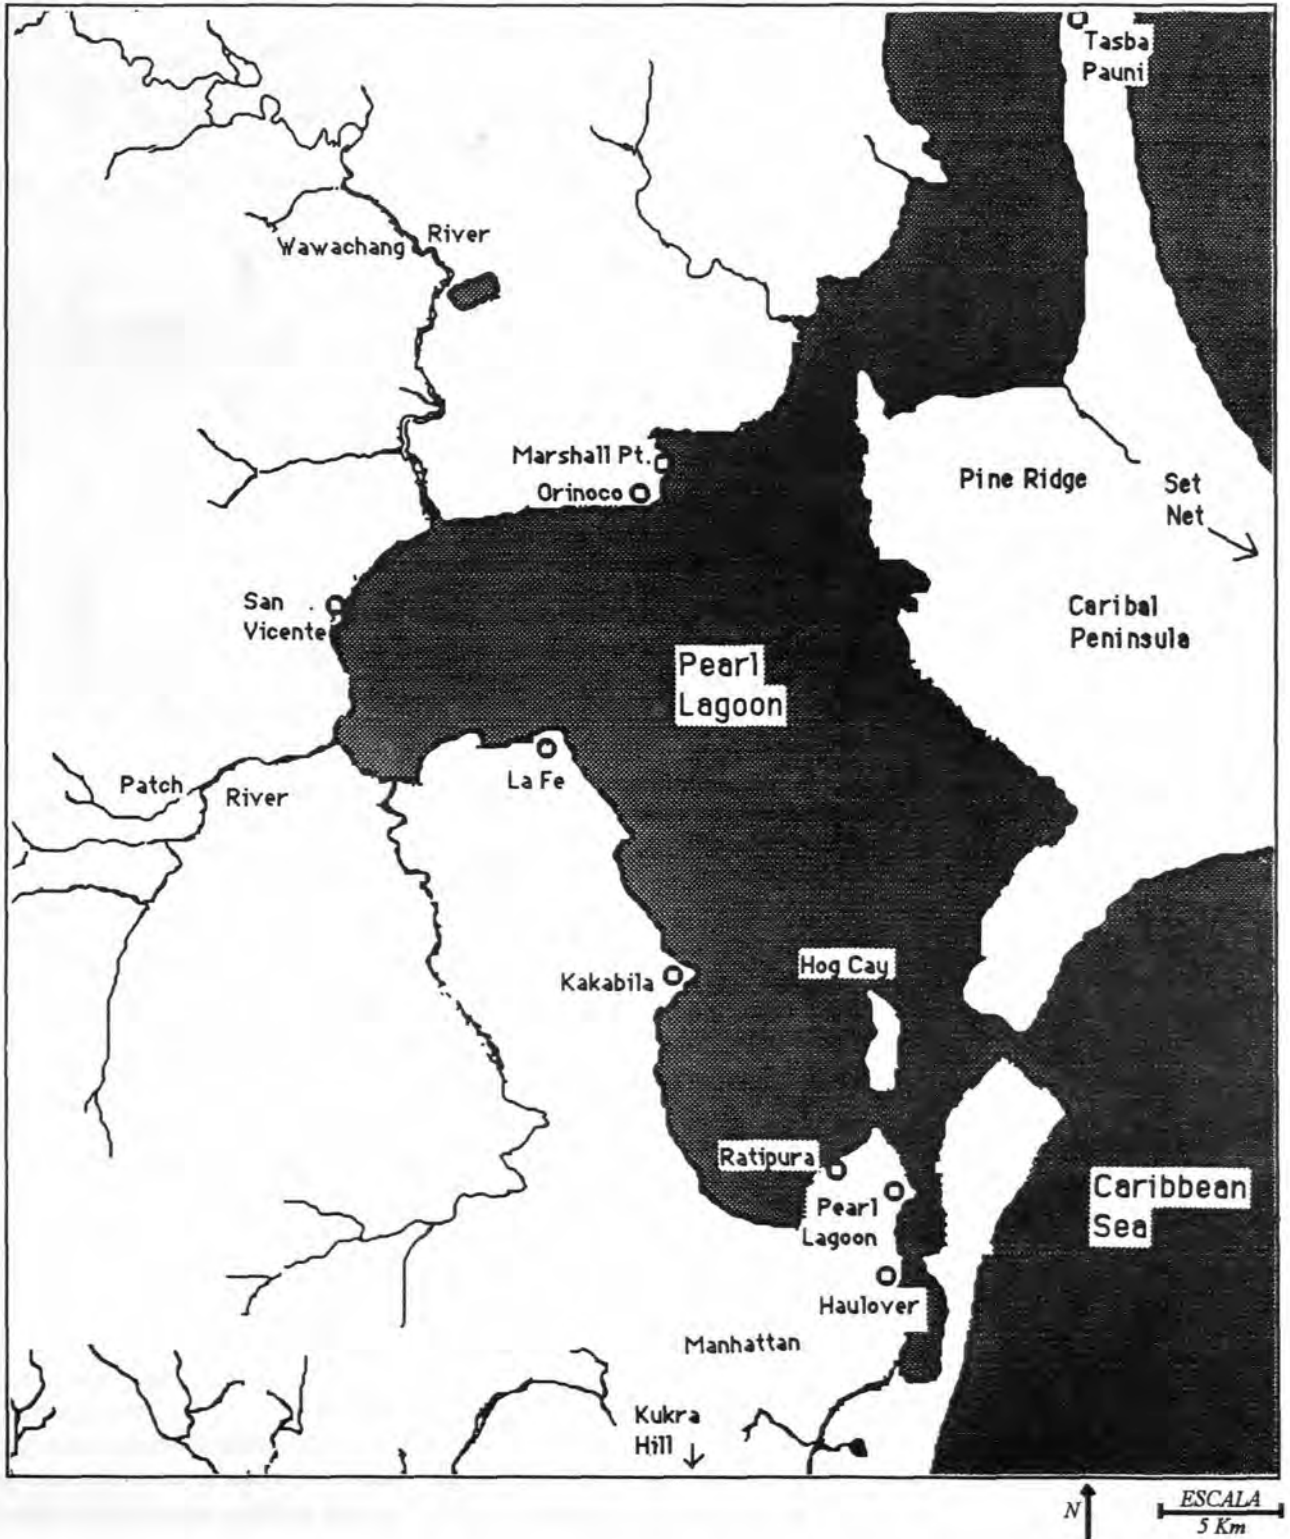 Tasba
Pauni
Wawachang River
Marshall Pt.
Orinoco
Pine Ridge
Set
Net
San
Vicente
Caribal
Peninsula
Pearl
Lagoon
La Fe
Patch River
Hog Cay
Kakabila
Ratipura
Pearl
Lagoon
Caribbean
Sea
Haulover
Manhattan
Kukra
Hill
N
ESCALA
5 Km